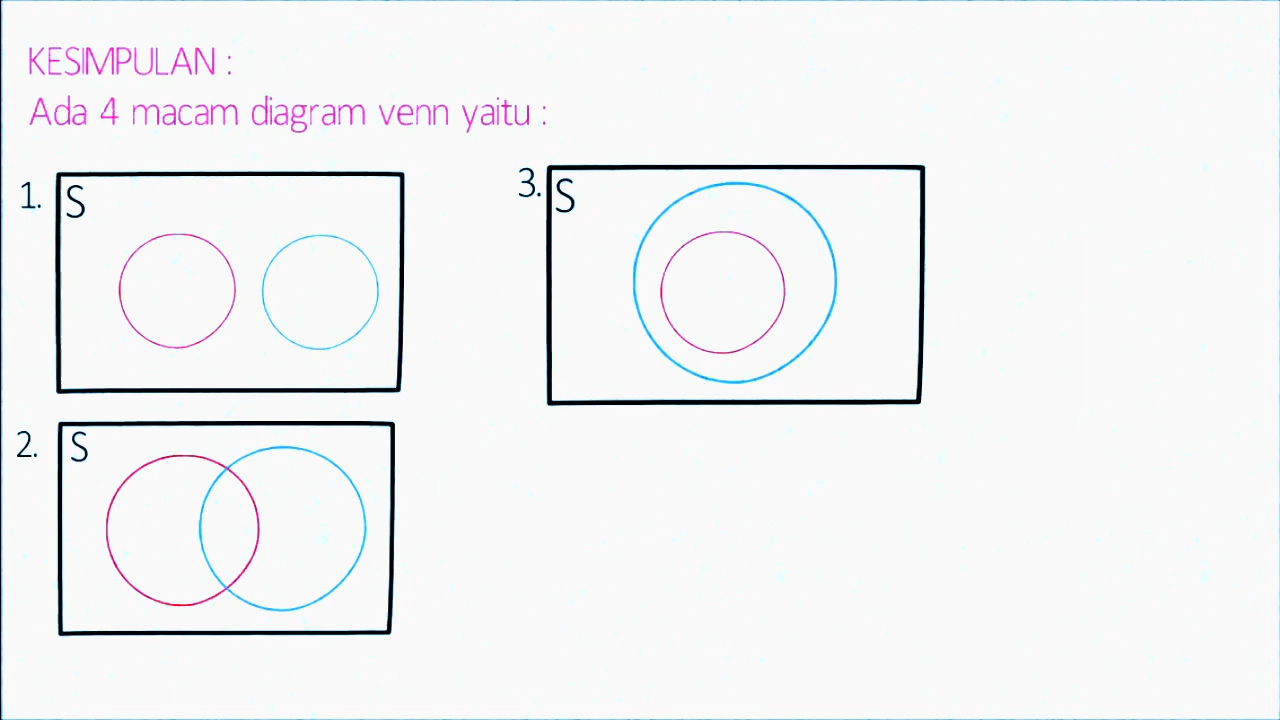 KESIMPULAN :
Ada 4 macam diagram venn yaitu :
1.
S
2.
S
3.
S